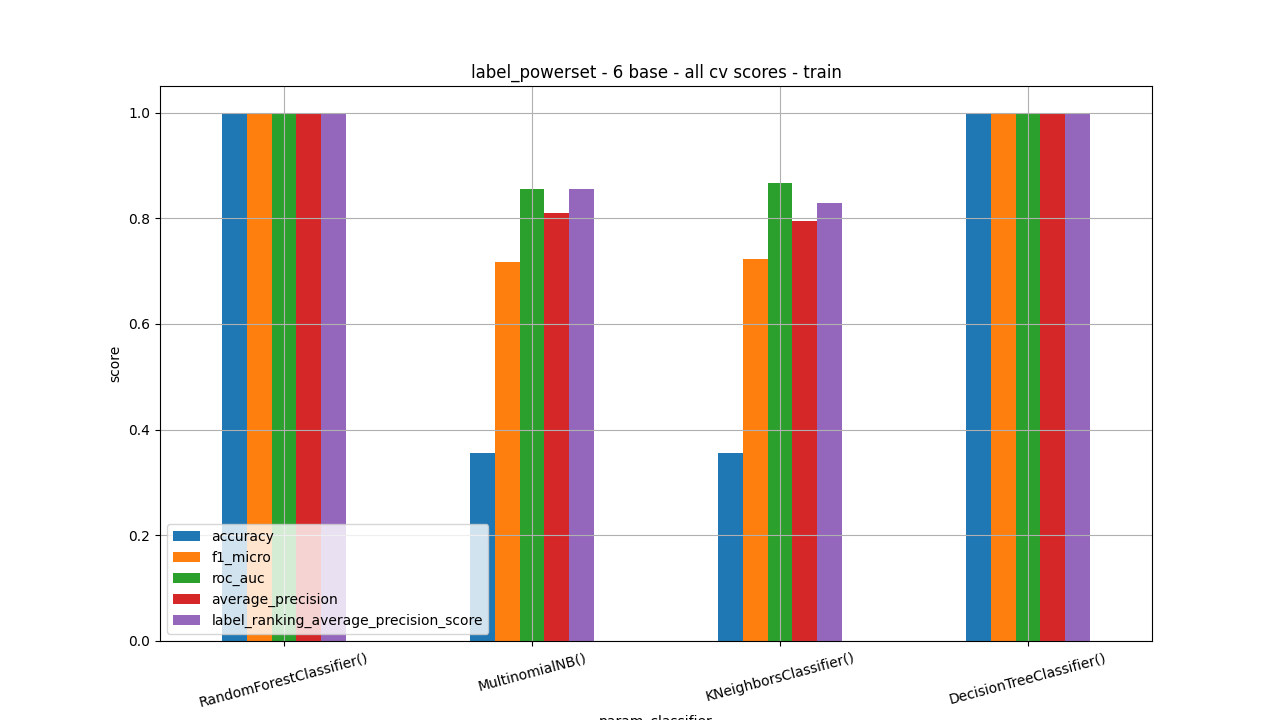 label_powerset - 6 base - all cv scores - train
score
1.0
0.8
0.6
0.4
0.2
0.0
accuracy
f1_micro
roc_auc
average_precision
label_ranking_average_precision_score
RandomForestClassifier()
MultinomialNB()
KNeighborsClassifier()
DecisionTreeClassifier()
param_classifier